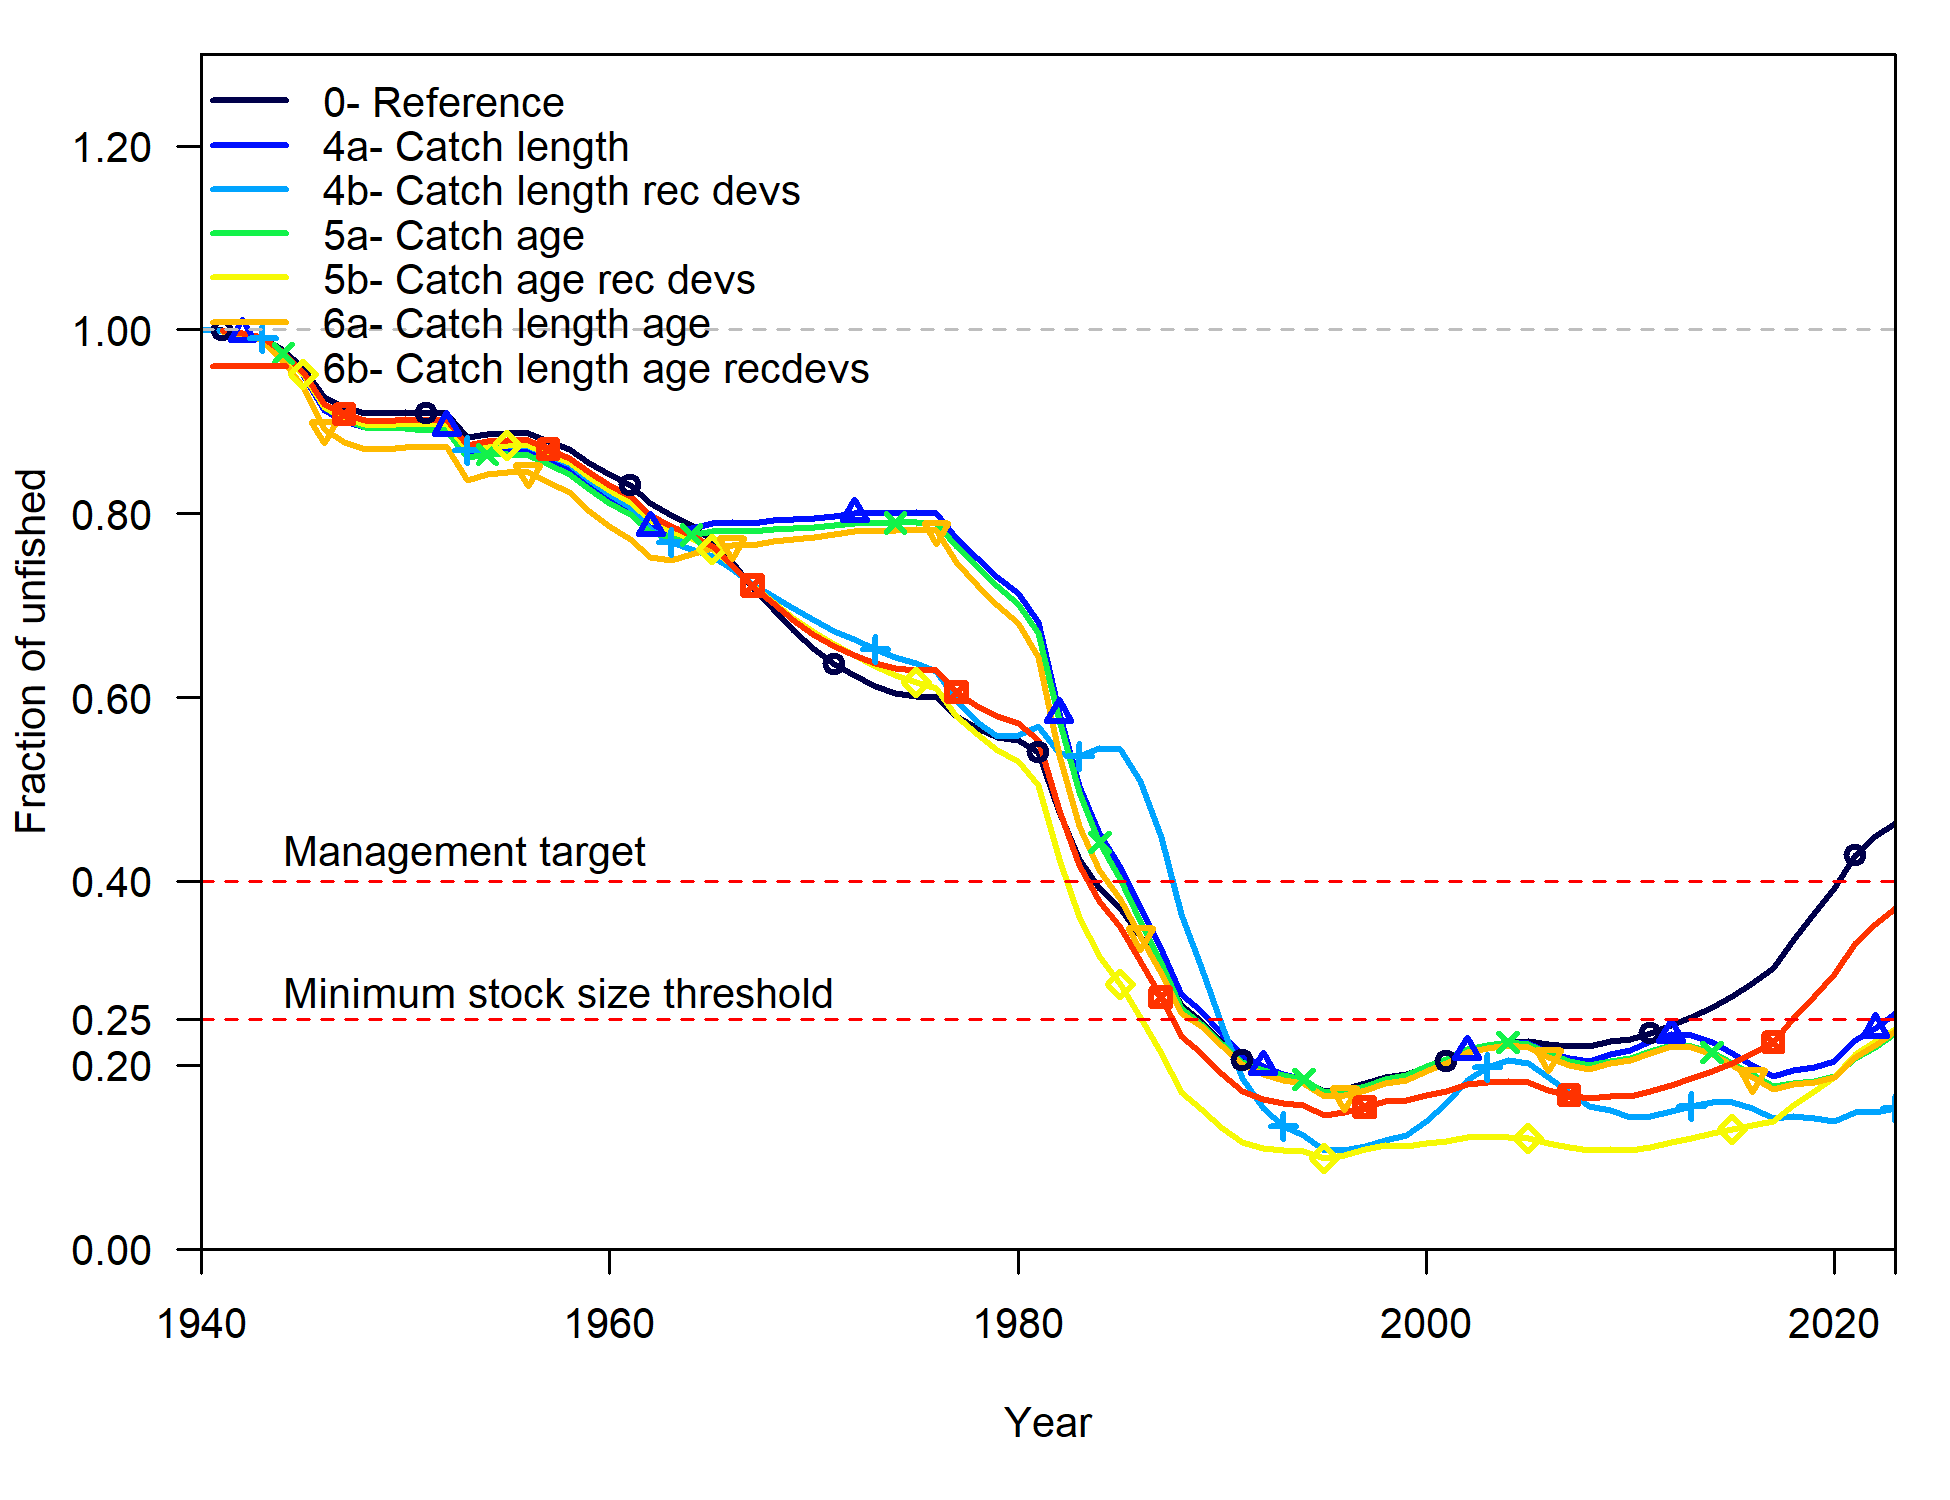 0- Reference
4a- Catch length
4b- Catch length rec devs
5a- Catch age
5b- Catch age rec devs
6a- Catch length age
6b- Catch length age recdevs
1.20
1.00
0.80
0.60
0.40
0.25
0.20
0.00
Fraction of unfished
Management target
Minimum stock size threshold
1940
1960
1980
2000
2020
Year